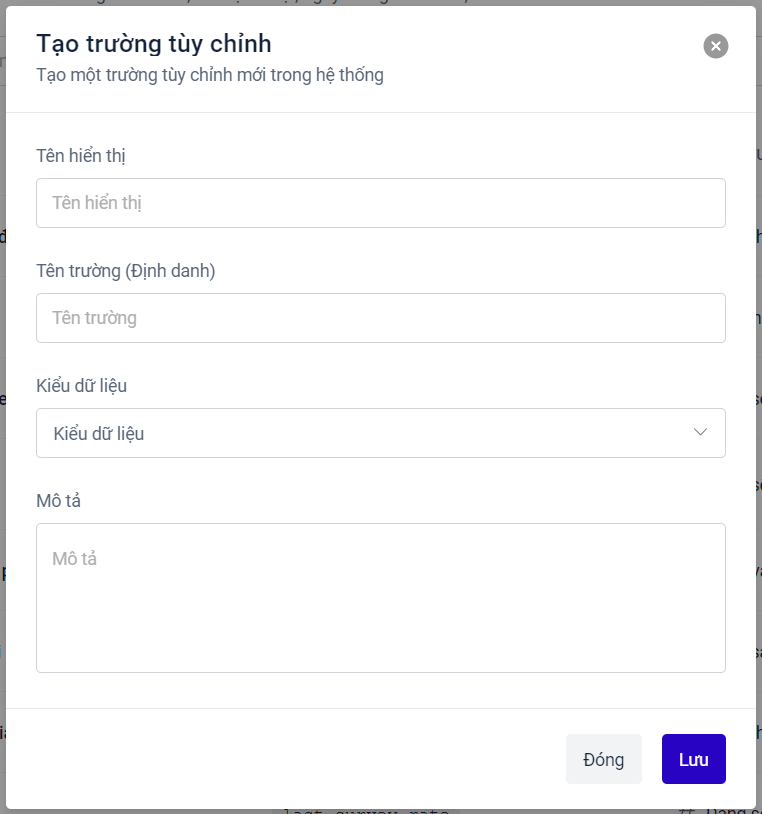 Tạo trường tùy chỉnh
Tạo một trường tùy chỉnh mới trong hệ thống
Tên hiển thị
Tên hiển thị
Tên trường (Định danh)
Tên trường
Kiểu dữ liệu
Kiểu dữ liệu
Mô tả
Mô tả
Đóng
Lưu